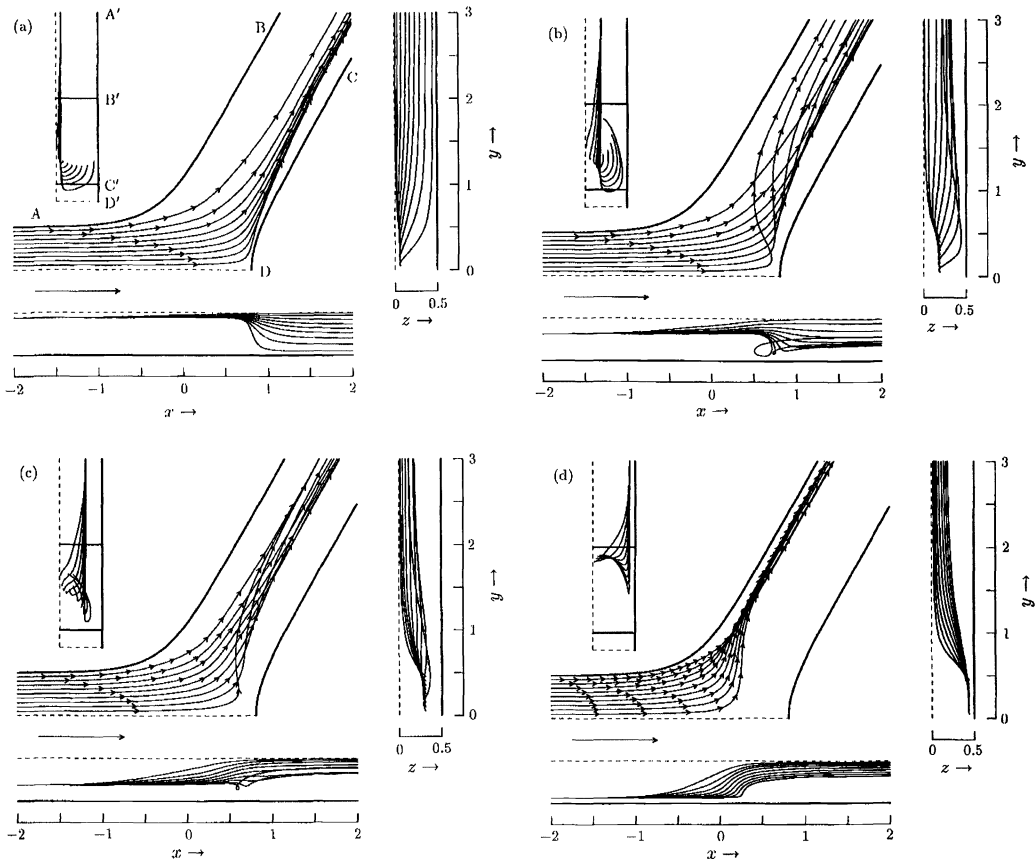 (a)
A′
B′
C′
D′
A
B
C
D
3
2
1
0
y →
0 0.5
z →
−2 −1 0 1 2
x →
(b)
3
2
1
0
y →
0 0.5
z →
−2 −1 0 1 2
x →
(c)
3
2
1
0
y →
0 0.5
z →
−2 −1 0 1 2
x →
(d)
3
2
1
0
y →
0 0.5
z →
−2 −1 0 1 2
x →